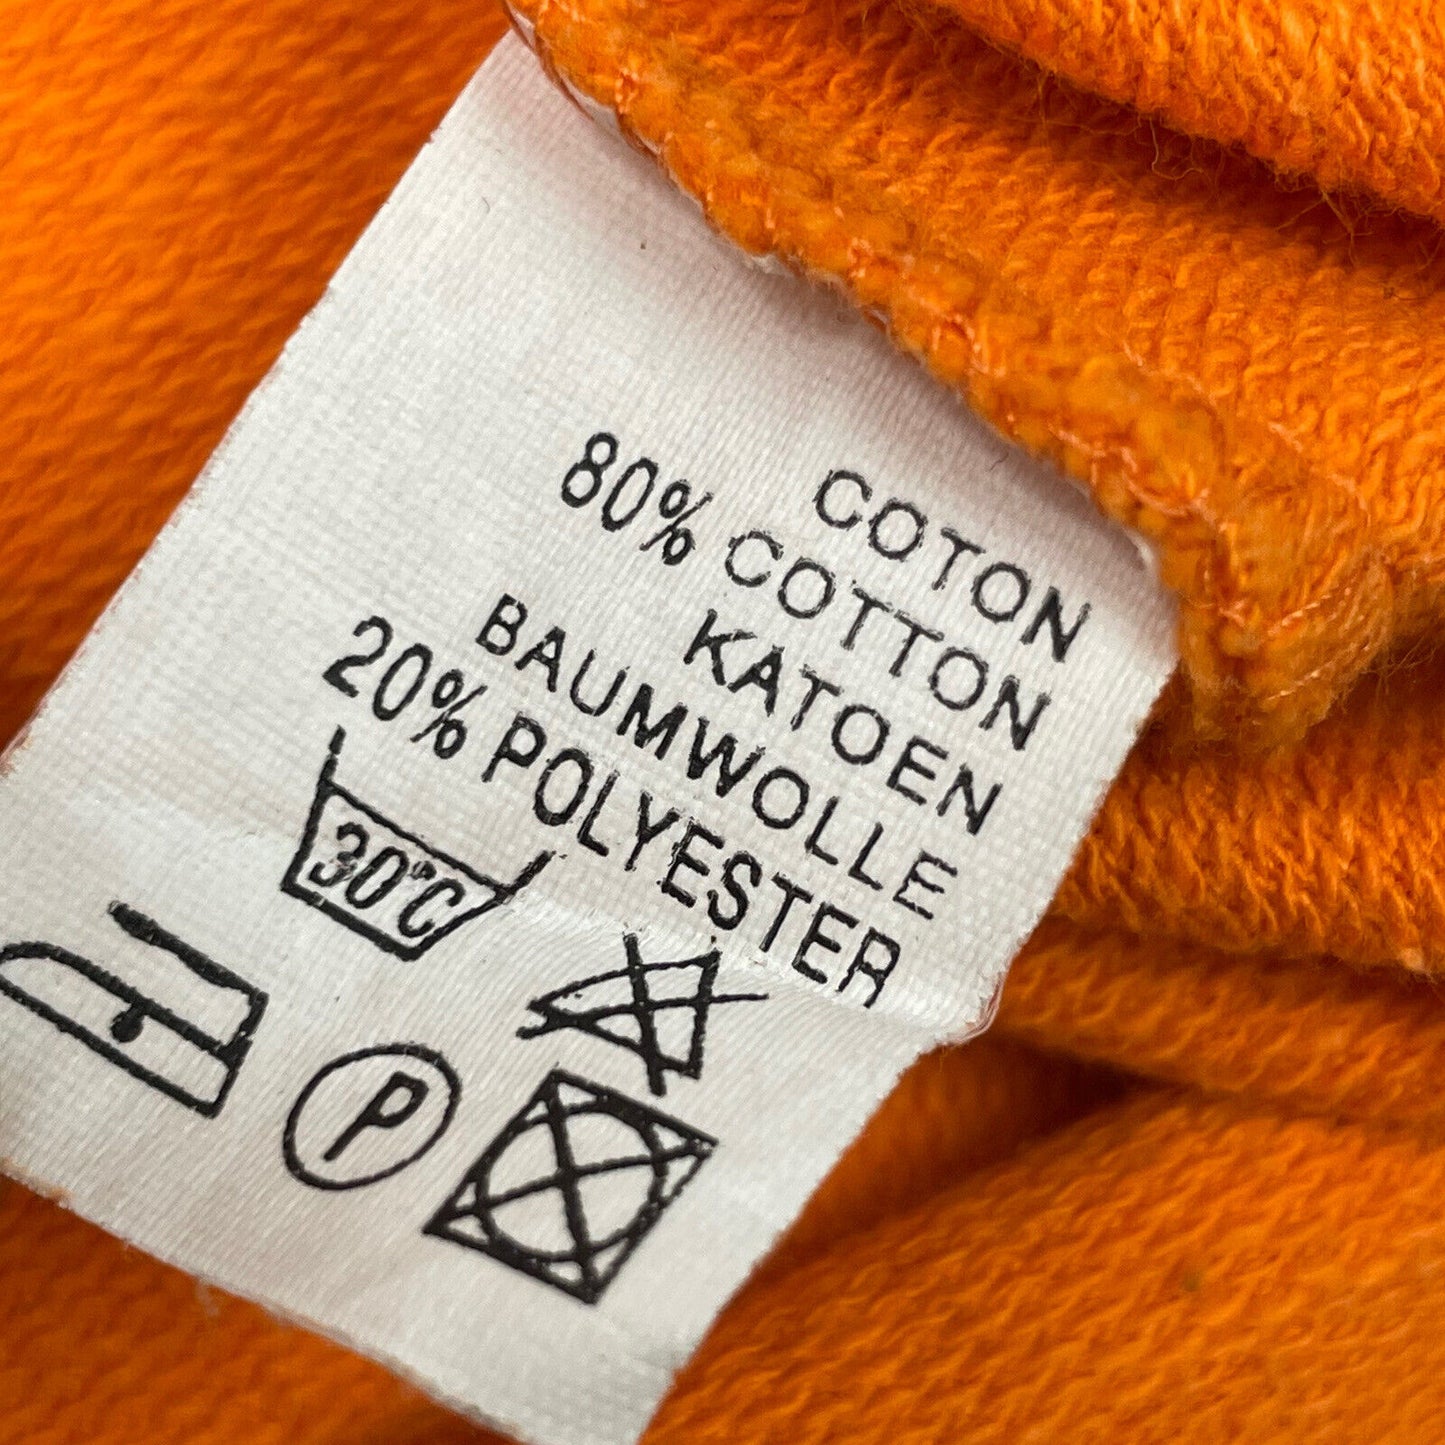 COTON
80% COTTON
KATOEN
BAUMWOLLE
20% POLYESTER
30°C
P